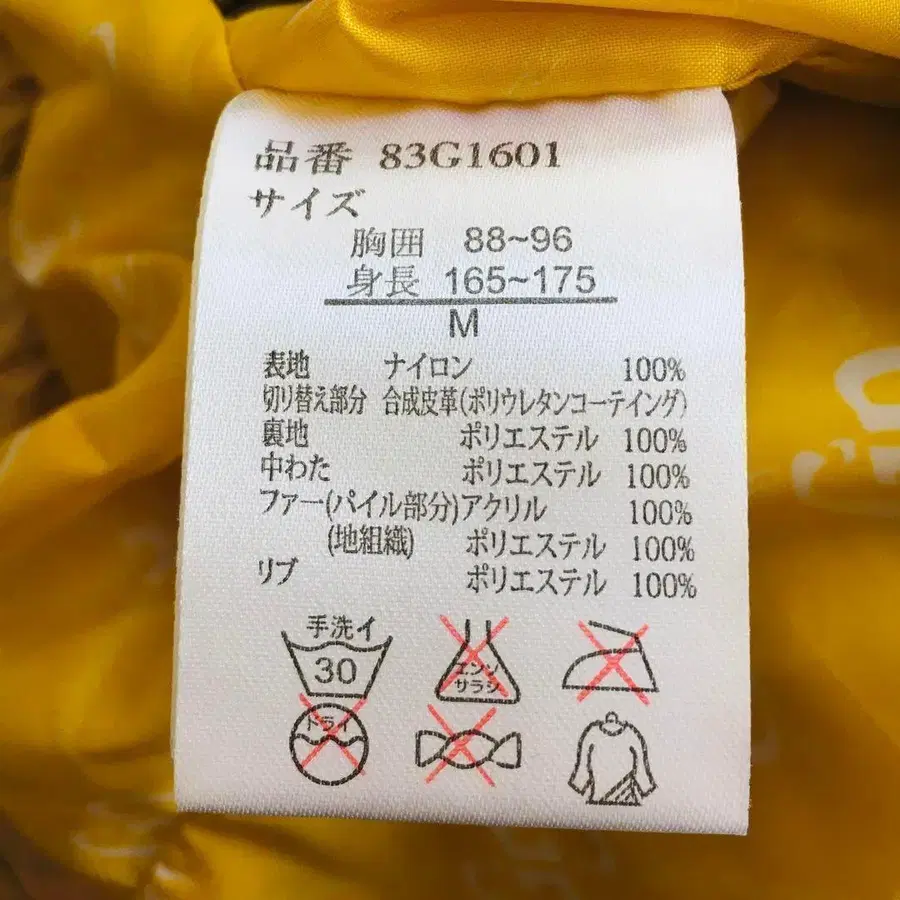 品番 83G1601
サイズ
胸囲 88~96
身長 165~175
M
表地 ナイロン 100%
切り替え部分 合成皮革(ポリウレタンコーテイング)
裏地 ポリエステル 100%
中わた ポリエステル 100%
ファー(パイル部分)アクリル 100%
(地組織) ポリエステル 100%
リブ ポリエステル 100%
手洗イ
30
エンソ
サラシ
ドライ